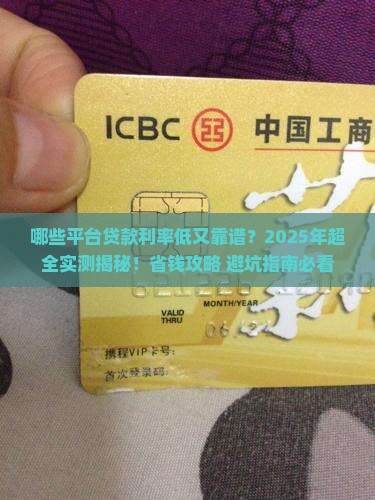 ICBC 中国工商
哪些平台贷款利率低又靠谱？2025年超
全实测揭秘！省钱攻略 避坑指南必看
MONTH/YEAR
VALID
THRU
携程VIP卡号：
首次登录码：